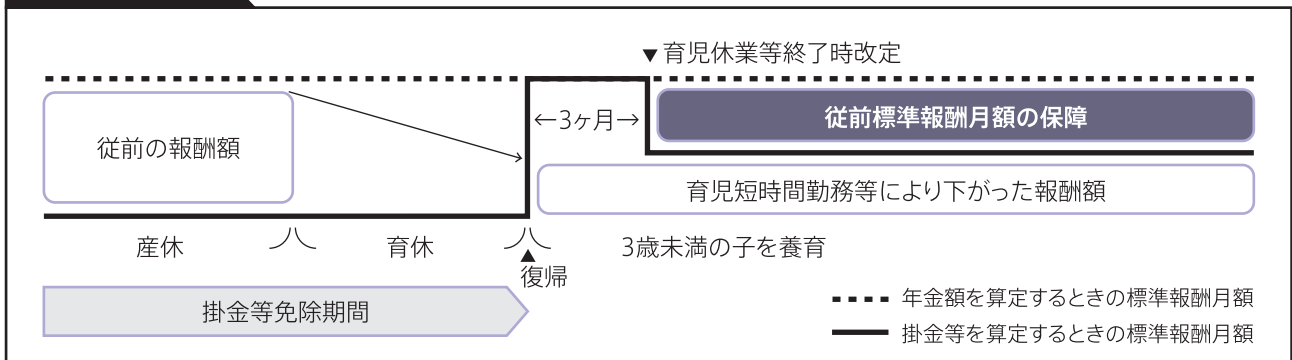 ▼育児休業等終了時改定
←3ヶ月→
従前標準報酬月額の保障
従前の報酬額
育児短時間勤務等により下がった報酬額
産休
育休
3歳未満の子を養育
▲
復帰
掛金等免除期間
年金額を算定するときの標準報酬月額
掛金等を算定するときの標準報酬月額